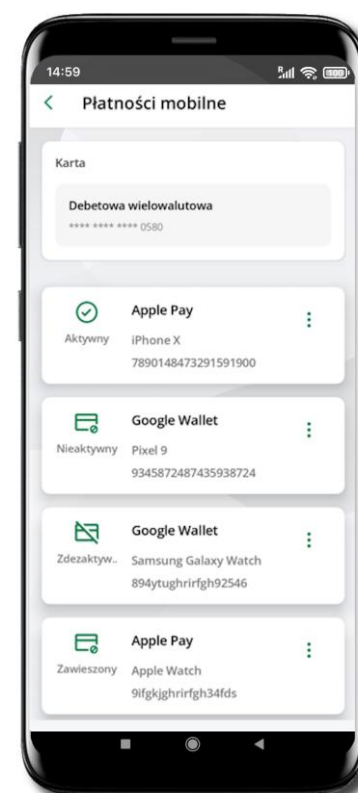 14:59
R
100
Płatności mobilne
Karta
Debetowa wielowalutowa
**** **** **** 0580
Apple Pay
Aktywny
iPhone X
7890148473291591900
Google Wallet
Nieaktywny
Pixel 9
9345872487435938724
Google Wallet
Zdezaktyw..
Samsung Galaxy Watch
894ytughrirfgh92546
Apple Pay
Zawieszony
Apple Watch
9ifgkjghrirfgh34fds